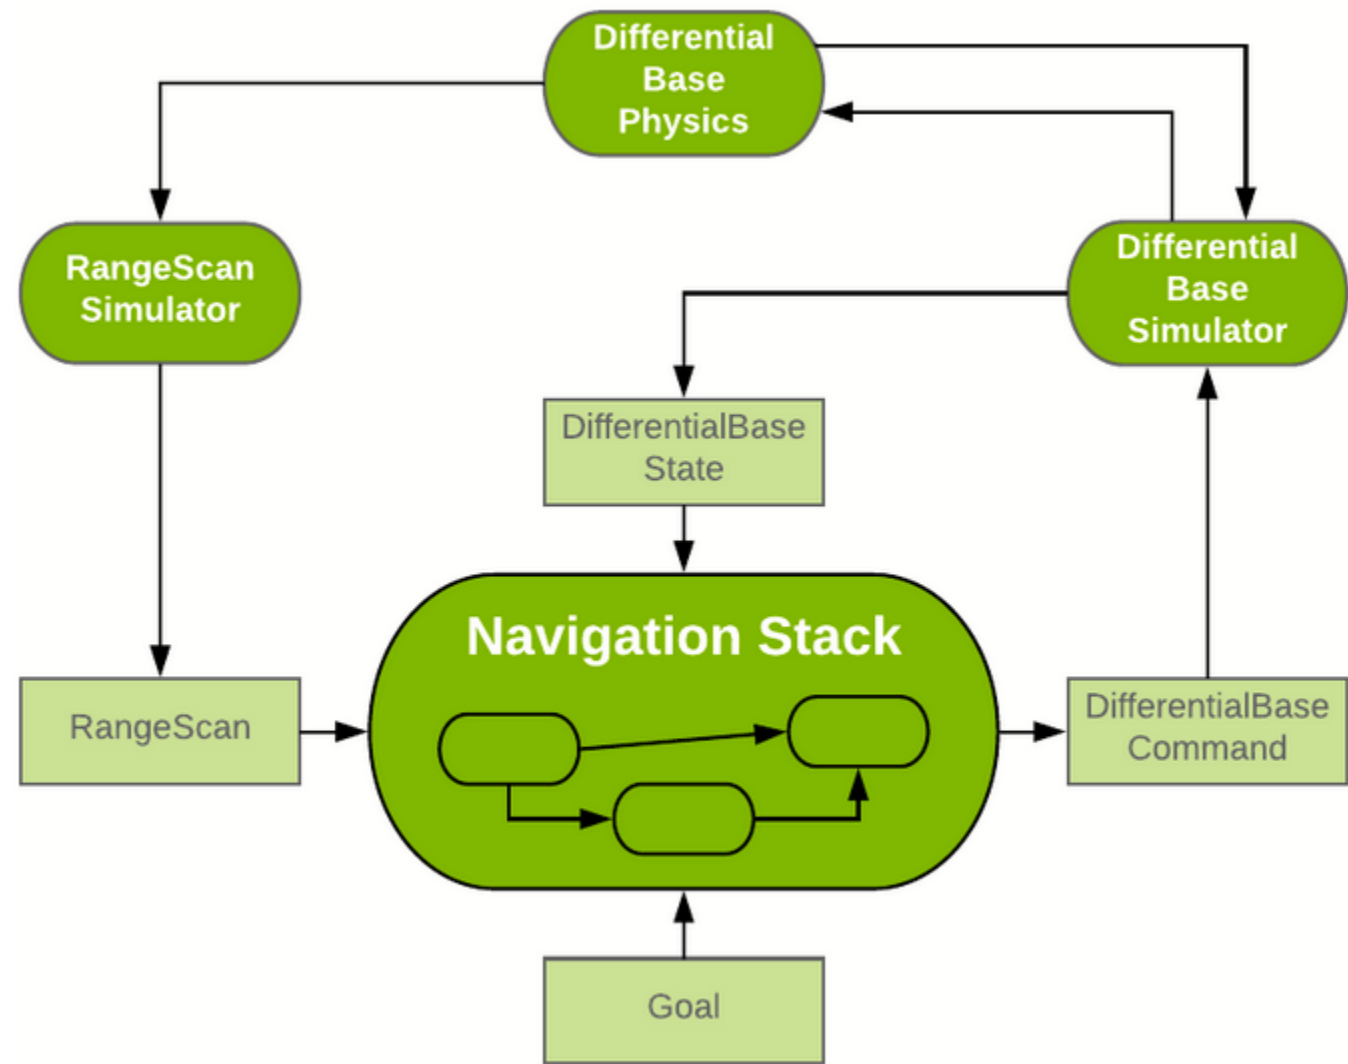 Differential
Base
Physics
RangeScan
Simulator
Differential
Base
Simulator
DifferentialBase
State
Navigation Stack
RangeScan
DifferentialBase
Command
Goal